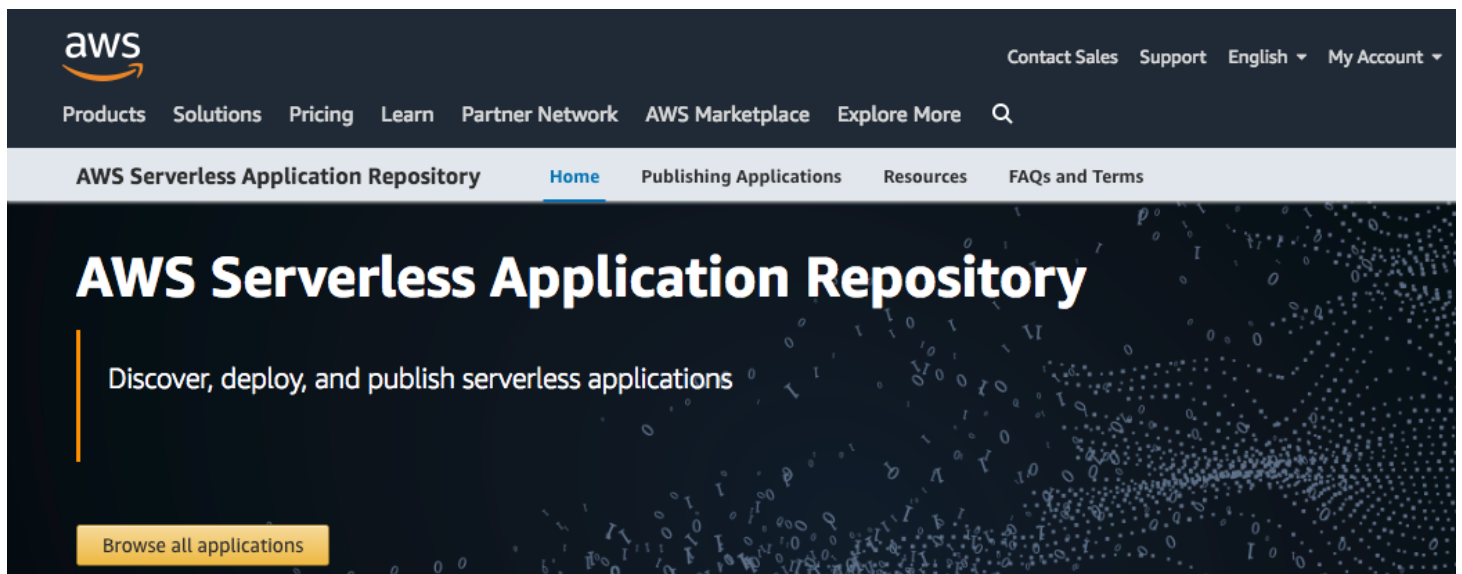 aws
Contact Sales Support English My Account
Products Solutions Pricing Learn Partner Network AWS Marketplace Explore More
AWS Serverless Application Repository Home Publishing Applications Resources FAQs and Terms
AWS Serverless Application Repository
Discover, deploy, and publish serverless applications
Browse all applications